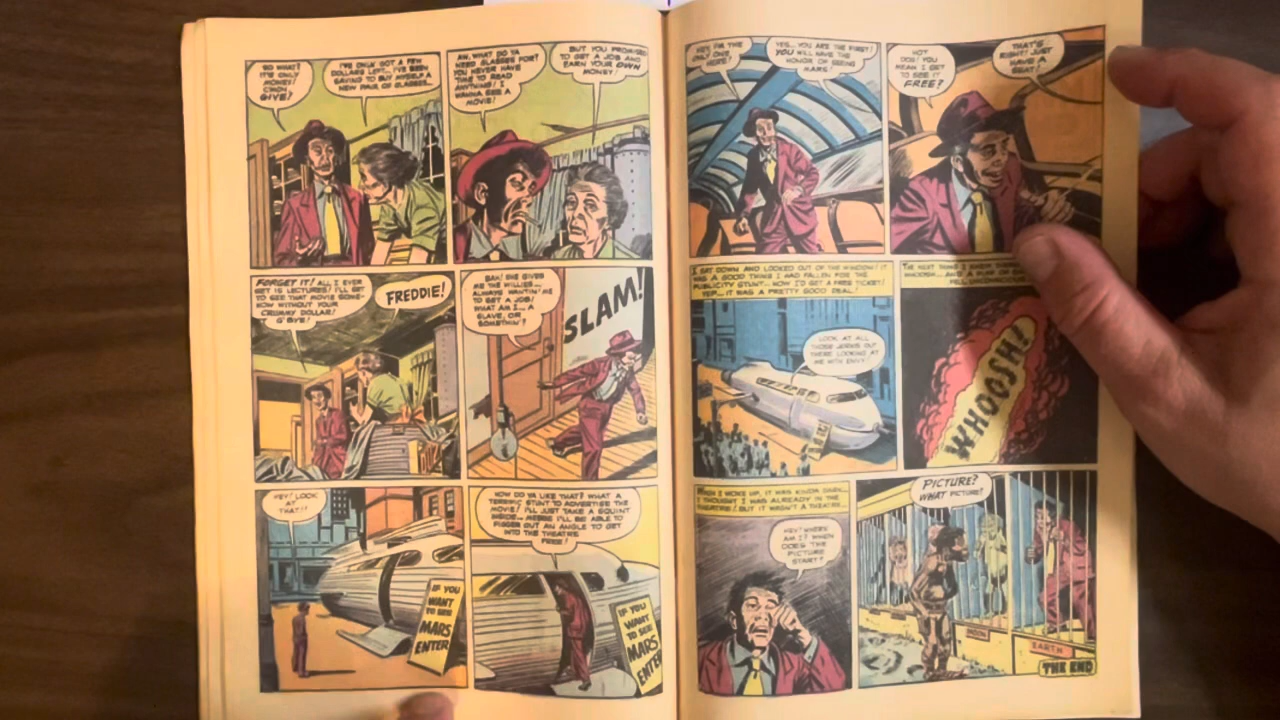 SO WHAT?
IT'S ONLY
MONEY!
C'MON
GIVE!
I'VE ONLY GOT A FEW
DOLLARS LEFT... I'VE BEEN
SAVING TO BUY MYSELF A
NEW PAIR OF GLASSES..
AW, WHAT DO YA
NEED GLASSES FOR?
YOU NEVER HAVE
TIME TO READ
ANYTHING! I
WANNA SEE A
MOVIE!
BUT YOU PROMISED
TO GET A JOB AND
EARN YOUR OWN
MONEY!
FORGET IT! ALL I EVER
GET IS LECTURES! I'LL GET
TO SEE THAT MOVIE SOME-
HOW WITHOUT YOUR
CRUMMY DOLLAR!
G'BYE!
FREDDIE!
BAH! SHE GIVES
ME THE WILLIES...
ALWAYS WANTIN' ME
TO GET A JOB!
WHAT AM I... A
SLAVE, OR
SOMETHIN'?
SLAM!
HEY! LOOK AT
THAT!!
IF YOU
WANT
TO SEE
MARS
ENTER
HOW DO YA LIKE THAT? WHAT A
TERRIFIC STUNT TO ADVERTISE THE
MOVIE! I'LL JUST TAKE A SQUINT
INSIDE... MEBBE I'LL BE ABLE TO
FIGGER OUT AN ANGLE TO GET
INTO THE THEATRE
FREE!
IF YOU
WANT
TO SEE
MARS
ENTER
HEY, I'M THE
ONLY ONE
HERE!
YES... YOU ARE THE FIRST!
YOU WILL HAVE THE
HONOR OF SEEING
MARS!
HOT
DOG! YOU
MEAN I GET
TO SEE IT
FREE?
THAT'S
RIGHT! JUST
HAVE A
SEAT!
I SAT DOWN AND LOOKED OUT OF THE WINDOW! IT
WAS A GOOD THING I HAD FALLEN FOR THE
PUBLICITY STUNT... NOW I'D GET A FREE TICKET!
YEP... IT WAS A PRETTY GOOD DEAL!
LOOK AT ALL
THOSE JERKS OUT
THERE LOOKING AT
ME WITH ENVY!
THE NEXT THING I KNEW THERE
WHOOSH!
WHEN I WOKE UP, IT WAS KINDA DARK...
I THOUGHT I WAS ALREADY IN THE
THEATRE! BUT IT WASN'T A THEATRE...
HEY! WHERE
AM I? WHEN
DOES THE
PICTURE
START?
PICTURE?
WHAT PICTURE?
EARTH
THE END